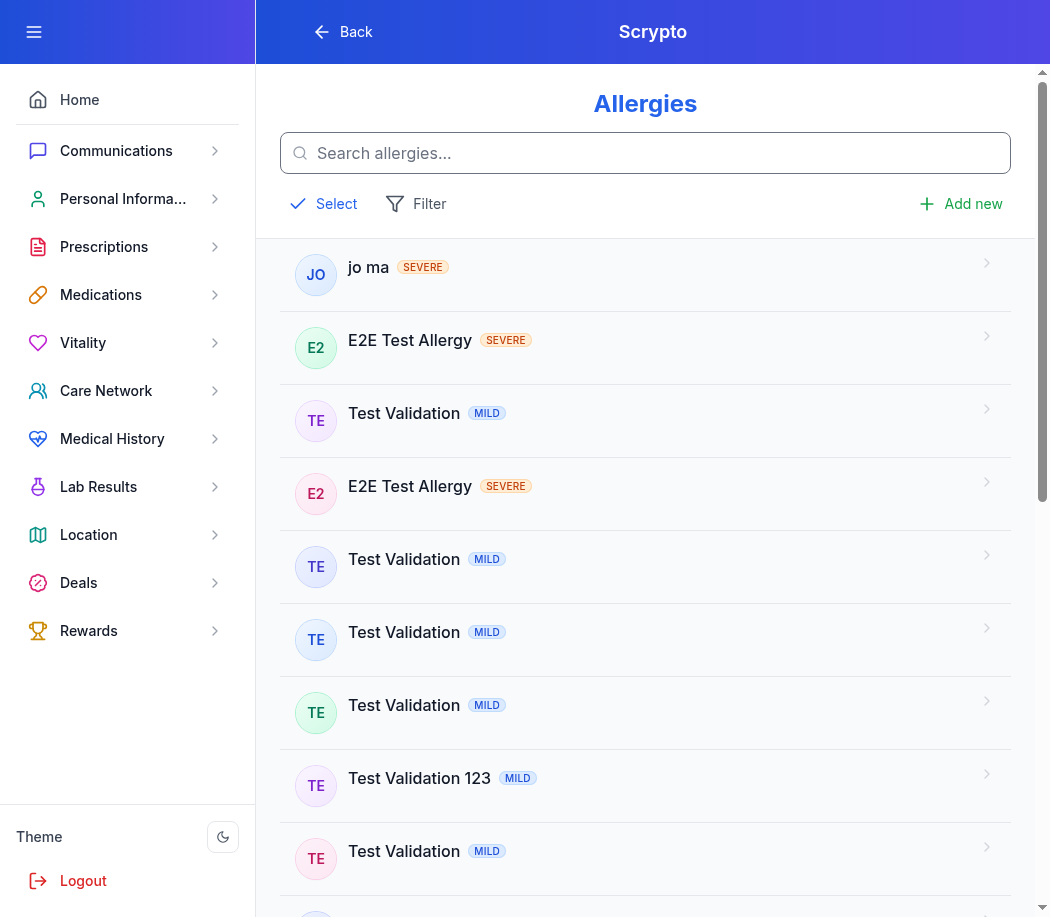 Back
Scrypto
Home
Communications
Personal Informa...
Prescriptions
Medications
Vitality
Care Network
Medical History
Lab Results
Location
Deals
Rewards
Theme
Logout
Allergies
Search allergies...
Select Filter Add new
JO jo ma SEVERE
E2 E2E Test Allergy SEVERE
TE Test Validation MILD
E2 E2E Test Allergy SEVERE
TE Test Validation MILD
TE Test Validation MILD
TE Test Validation MILD
TE Test Validation 123 MILD
TE Test Validation MILD